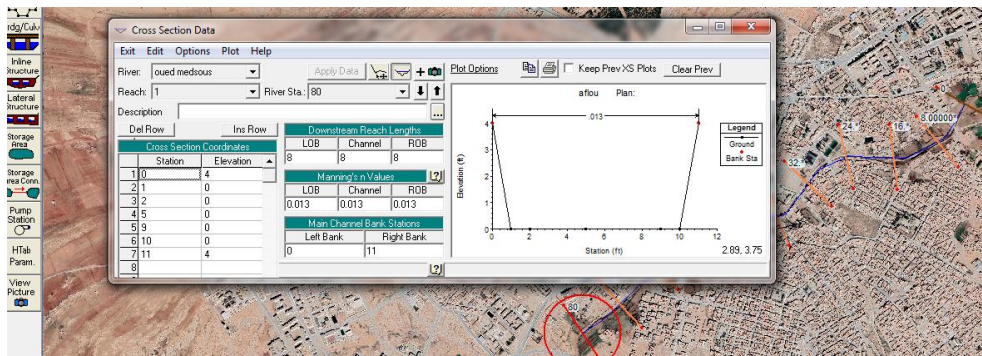 rdg/Culv
Inline
Structure
Lateral
Structure
Storage
Area
Storage
Area Conn.
Pump
Station
HTab
Param.
View
Picture
Cross Section Data
Exit Edit Options Plot Help
River: oued medsous
Apply Data
Reach: 1 River Sta.: 80
Description ...
Del Row Ins Row
Cross Section Coordinates
Station Elevation
1 0 4
2 1 0
3 2 0
4 5 0
5 9 0
6 10 0
7 11 4
8
Downstream Reach Lengths
LOB Channel ROB
8 8 8
Manning's n Values
LOB Channel ROB
0.013 0.013 0.013
Main Channel Bank Stations
Left Bank Right Bank
0 11
Plot Options Keep Prev XS Plots Clear Prev
aflou Plan:
.013
Elevation (ft)
4
3
2
1
0
0 2 4 6 8 10 12
Station (ft)
Legend
Ground
Bank Sta
2.89, 3.75
0
8.00000*
16.*
24.*
32.*
80